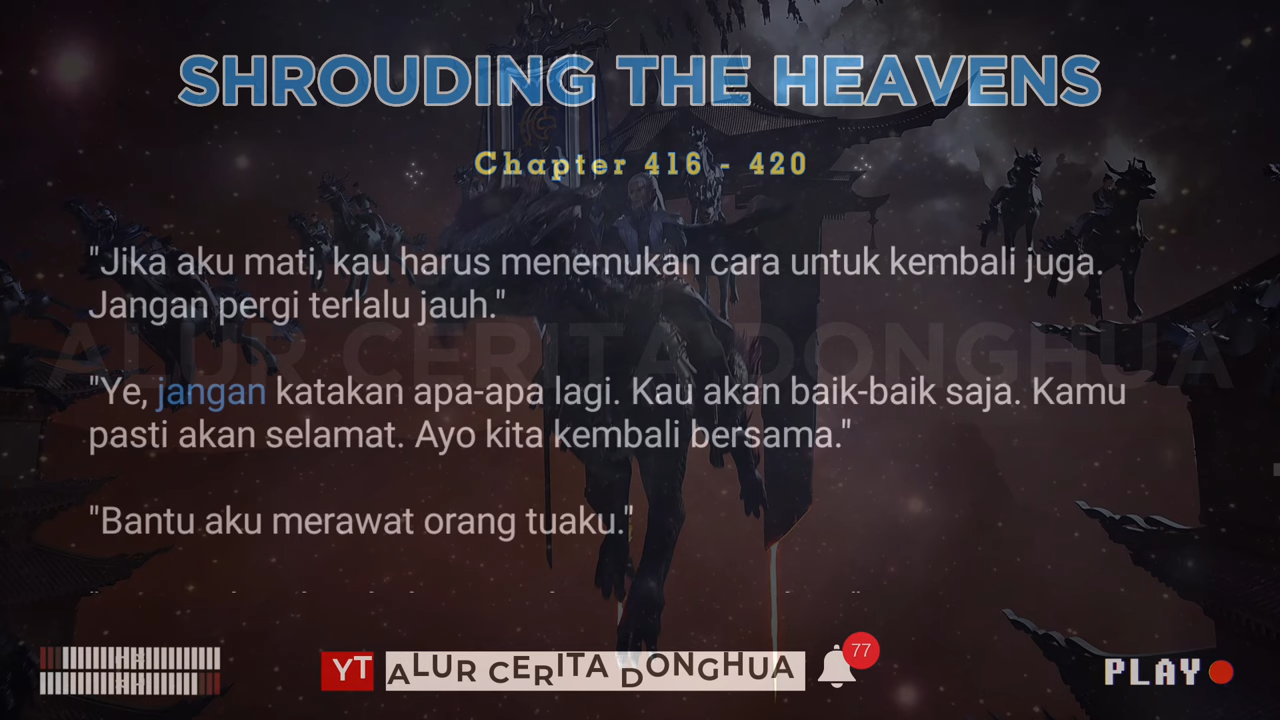 SHROUDING THE HEAVENS
Chapter 416 - 420
"Jika aku mati, kau harus menemukan cara untuk kembali juga.
Jangan pergi terlalu jauh."
ALUR CERITA DONGHUA
"Ye, jangan katakan apa-apa lagi. Kau akan baik-baik saja. Kamu
pasti akan selamat. Ayo kita kembali bersama."
"Bantu aku merawat orang tuaku."
YT ALUR CERITA DONGHUA 77
PLAY